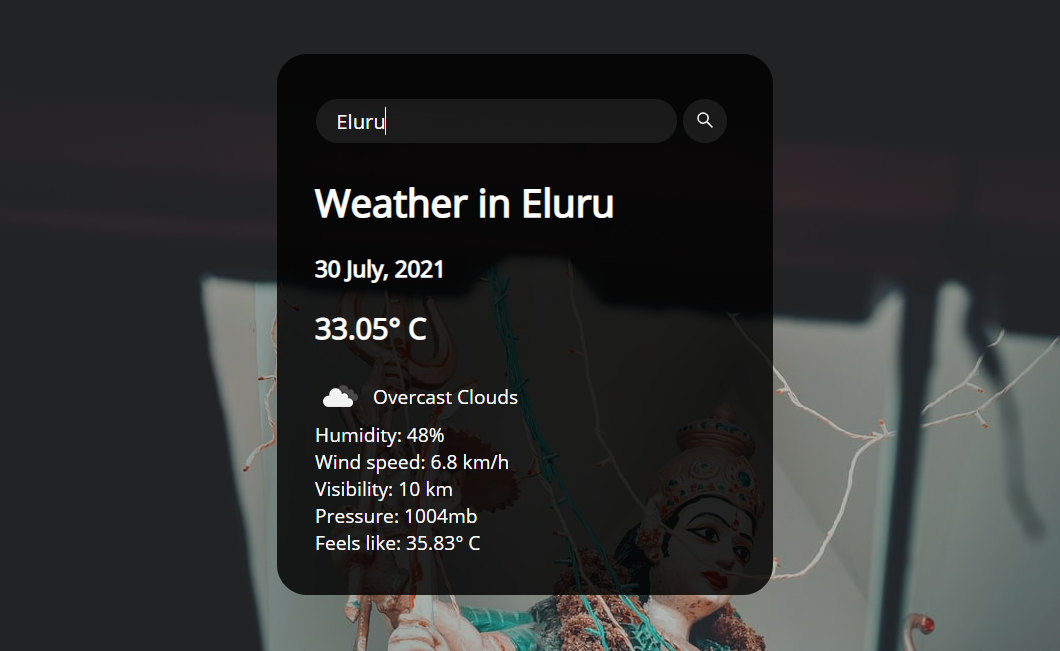 Eluru
Weather in Eluru
30 July, 2021
33.05° C
Overcast Clouds
Humidity: 48%
Wind speed: 6.8 km/h
Visibility: 10 km
Pressure: 1004mb
Feels like: 35.83° C